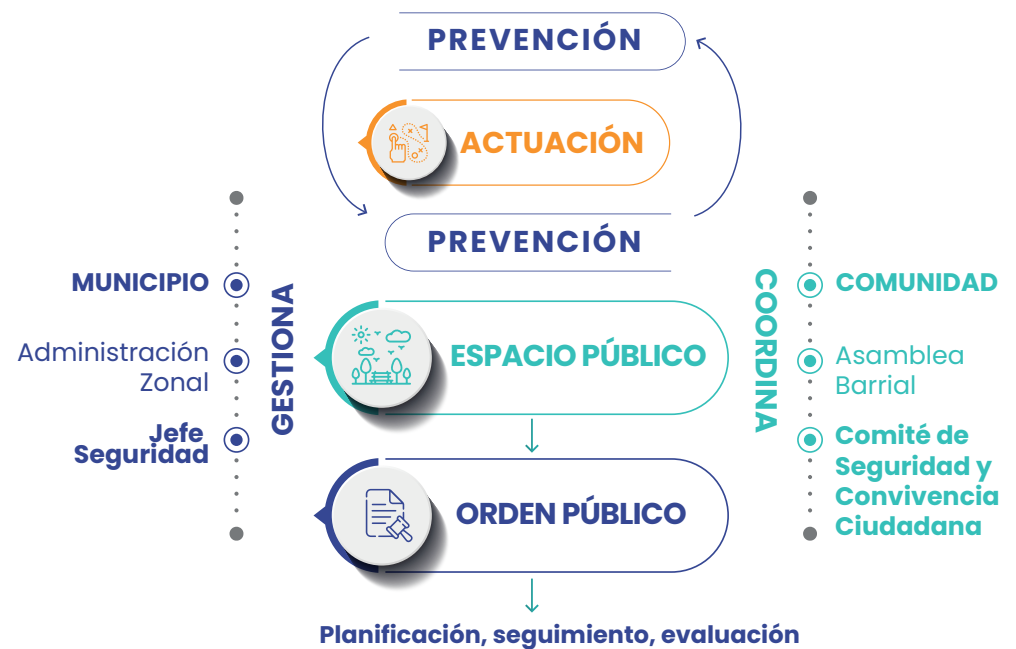 PREVENCIÓN
ACTUACIÓN
PREVENCIÓN
MUNICIPIO
Administración
Zonal
Jefe
Seguridad
GESTIONA
ESPACIO PÚBLICO
ORDEN PÚBLICO
COORDINA
COMUNIDAD
Asamblea
Barrial
Comité de
Seguridad y
Convivencia
Ciudadana
Planificación, seguimiento, evaluación